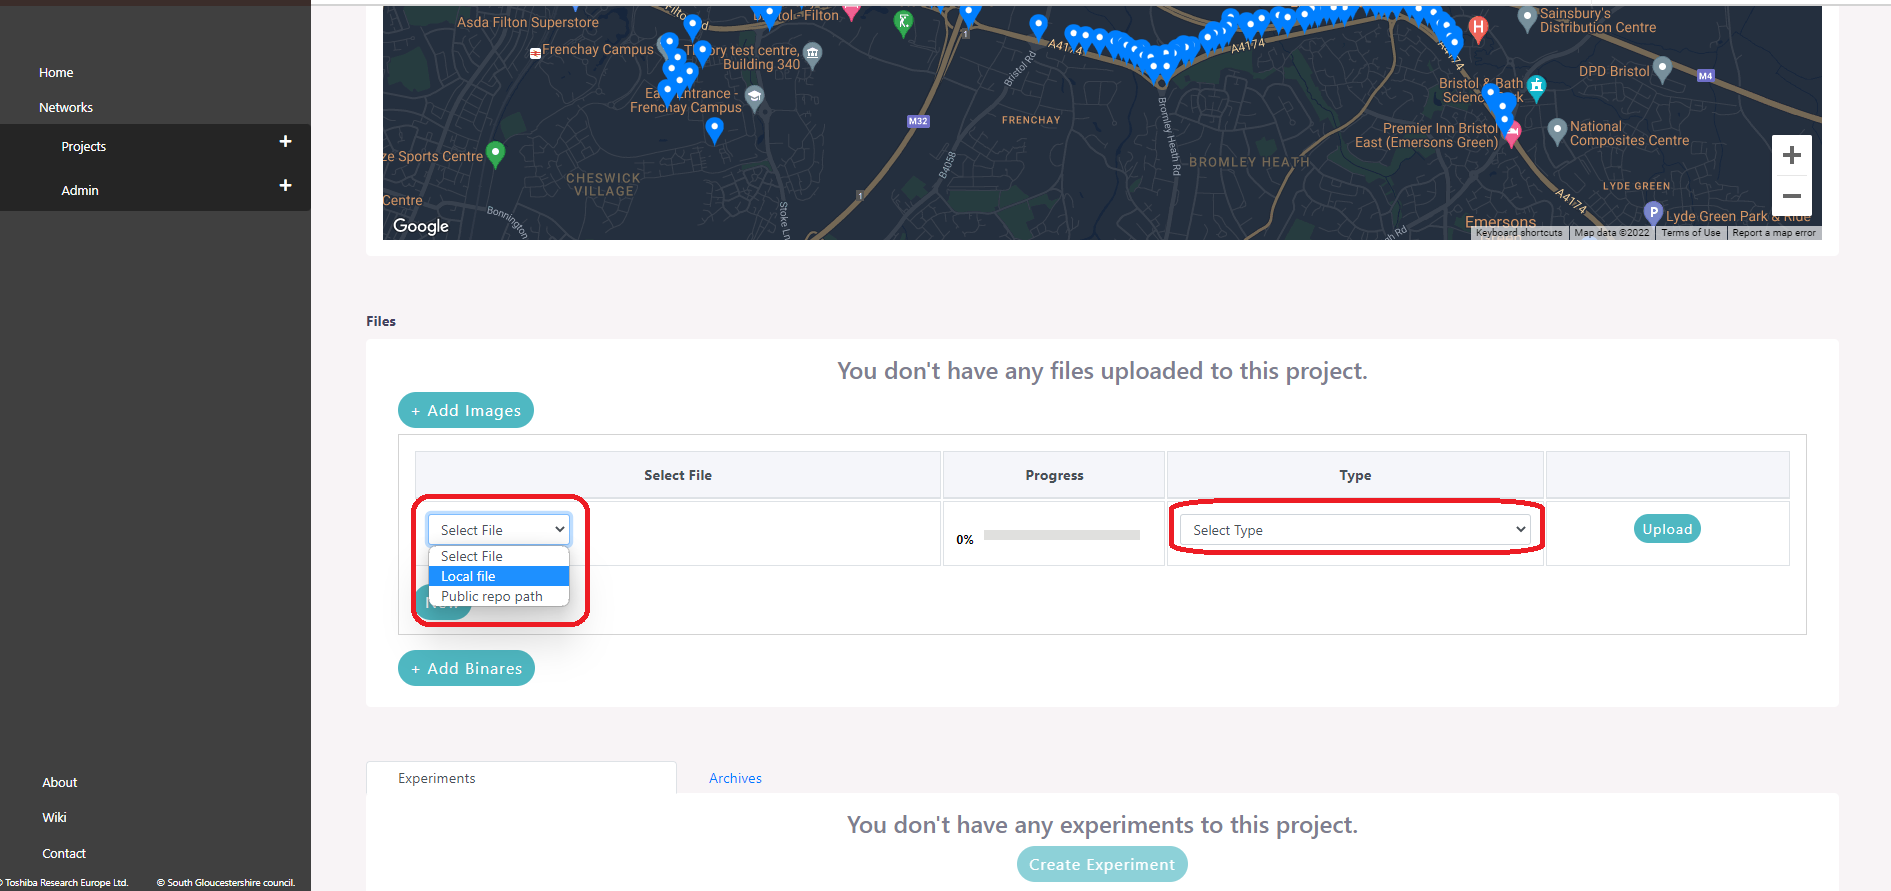 Home
Networks
Projects +
Admin +
About
Wiki
Contact
Toshiba Research Europe Ltd.
© South Gloucestershire council.
Asda Filton Superstore
Filton
Frenchay Campus
test centre,
Building 340
Entrance -
Frenchay Campus
ze Sports Centre
CHESWICK
VILLAGE
Centre
Bonnington
Stoke Ln
M32
1
1
B4058
Bristol Rd
FRENCHAY
A4174
Bromley Heath Rd
BROMLEY HEATH
A4174
A4174
Sainsbury's
Distribution Centre
DPD Bristol
M4
Bristol & Bath
Premier Inn Bristol
East (Emersons Green)
National
Composites Centre
LYDE GREEN
A4174
P
Lyde Green Park & Ride
Emersons
H
Google
Keyboard shortcuts
Map data ©2022
Terms of Use
Report a map error
Files
You don't have any files uploaded to this project.
+ Add Images
Select File
Progress
Type
Select File
Select File
Local file
Public repo path
0%
Select Type
Upload
+ Add Binares
Experiments
Archives
You don't have any experiments to this project.
Create Experiment